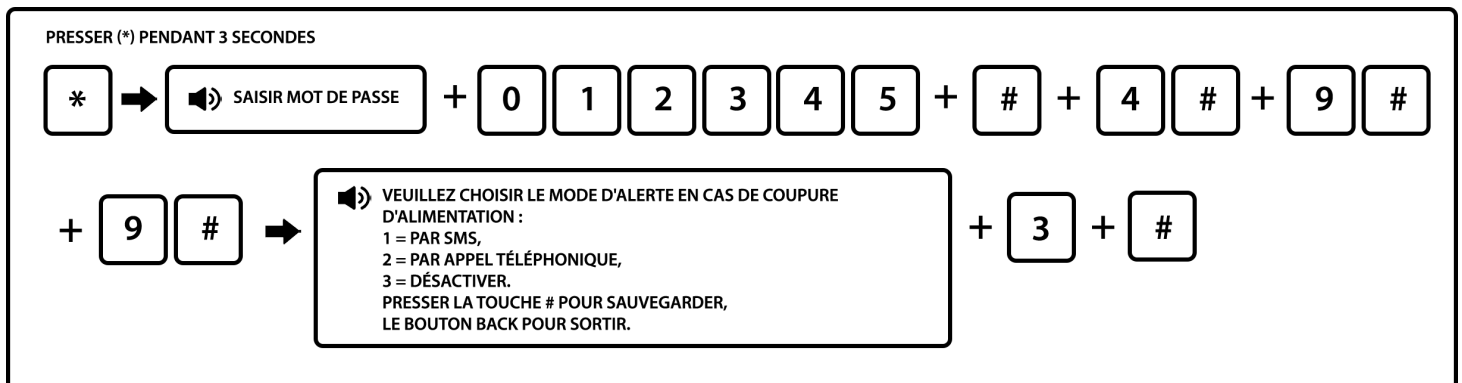 PRESSER (*) PENDANT 3 SECONDES
* SAISIR MOT DE PASSE + 0 1 2 3 4 5 + # + 4 # + 9 #
+ 9 #
VEUILLEZ CHOISIR LE MODE D'ALERTE EN CAS DE COUPURE
D'ALIMENTATION :
1 = PAR SMS,
2 = PAR APPEL TÉLÉPHONIQUE,
3 = DÉSACTIVER.
PRESSER LA TOUCHE # POUR SAUVEGARDER,
LE BOUTON BACK POUR SORTIR.
+ 3 + #